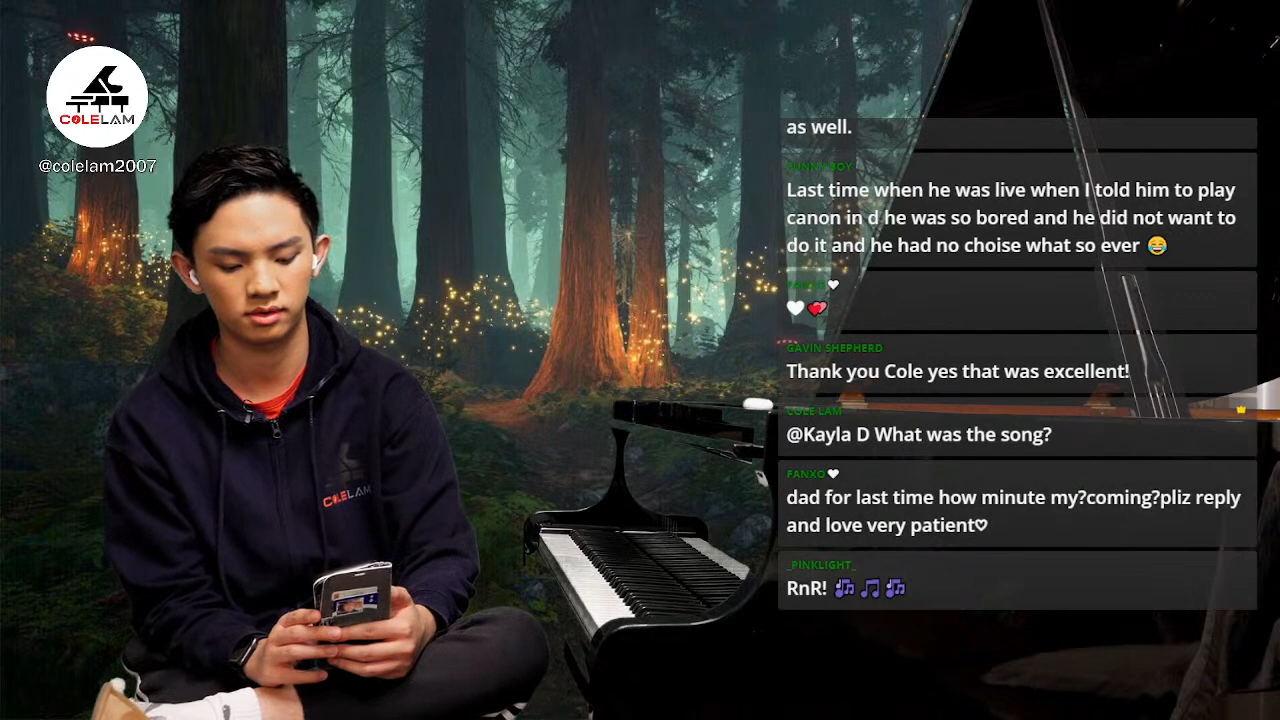 COLELAM
@colelam2007
as well.
FUNNY BOY
Last time when he was live when I told him to play
canon in d he was so bored and he did not want to
do it and he had no choise what so ever 😂
FANXO🤍
🤍 💕
GAVIN SHEPHERD
Thank you Cole yes that was excellent!
COLE LAM
@Kayla D What was the song?
FANXO🤍
dad for last time how minute my?coming?pliz reply
and love very patient♡
_PINKLIGHT_
RnR! 🎶 🎵 🎶
COLELAM